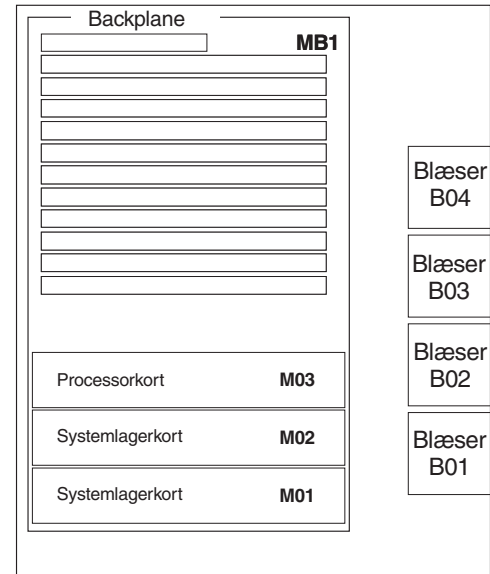 Backplane
MB1
Blæser
B04
Blæser
B03
Blæser
B02
Blæser
B01
Processorkort M03
Systemlagerkort M02
Systemlagerkort M01